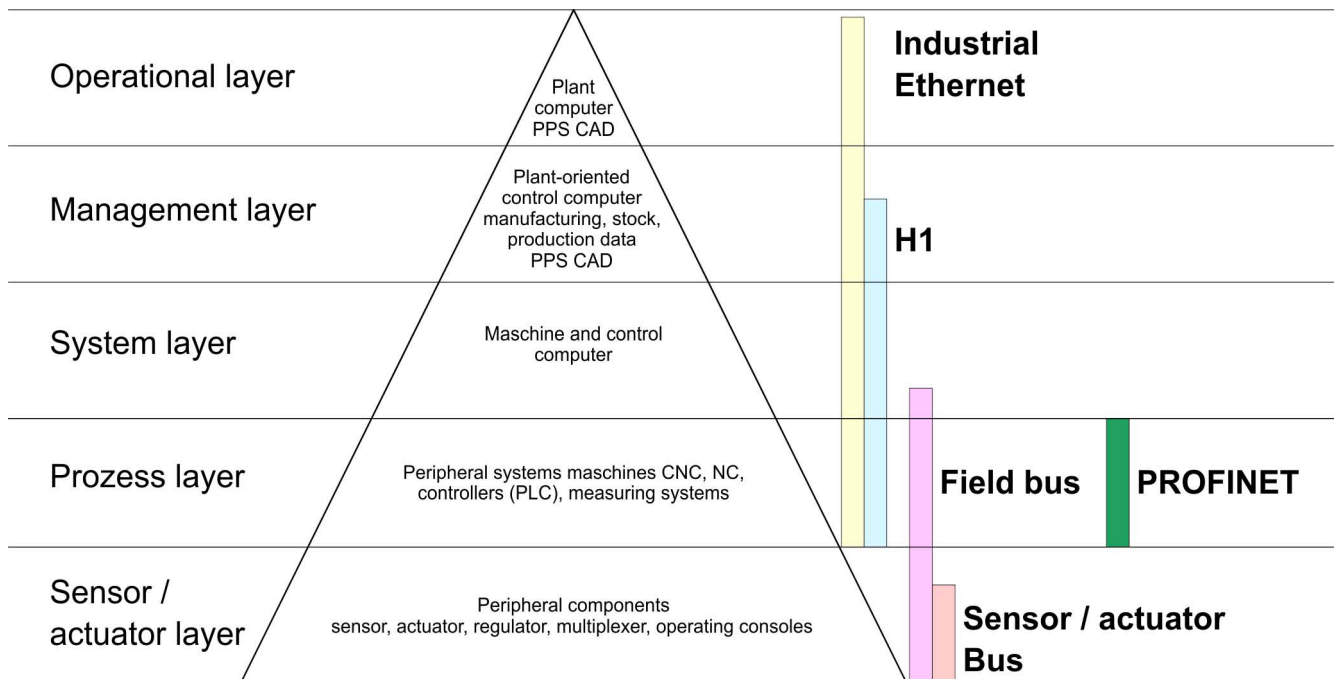 Operational layer
Plant
computer
PPS CAD
Industrial
Ethernet
Management layer
Plant-oriented
control computer
manufacturing, stock,
production data
PPS CAD
H1
System layer
Maschine and control
computer
Prozess layer
Peripheral systems maschines CNC, NC,
controllers (PLC), measuring systems
Field bus
PROFINET
Sensor /
actuator layer
Peripheral components
sensor, actuator, regulator, multiplexer, operating consoles
Sensor / actuator
Bus